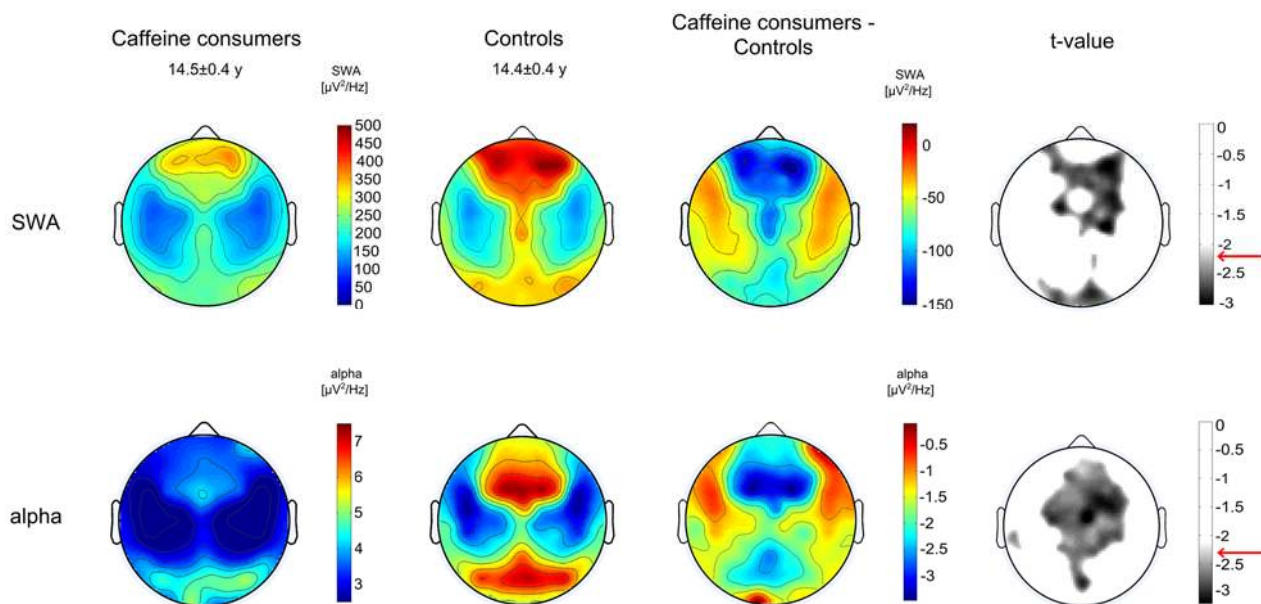 Caffeine consumers
14.5±0.4 y
SWA
[µV²/Hz]
Controls
14.4±0.4 y
Caffeine consumers -
Controls
SWA
[µV²/Hz]
t-value
SWA
500
450
400
350
300
250
200
150
100
50
0
0
-50
-100
-150
0
-0.5
-1
-1.5
-2
-2.5
-3
alpha
[µV²/Hz]
alpha
[µV²/Hz]
alpha
7
6
5
4
3
-0.5
-1
-1.5
-2
-2.5
-3
0
-0.5
-1
-1.5
-2
-2.5
-3